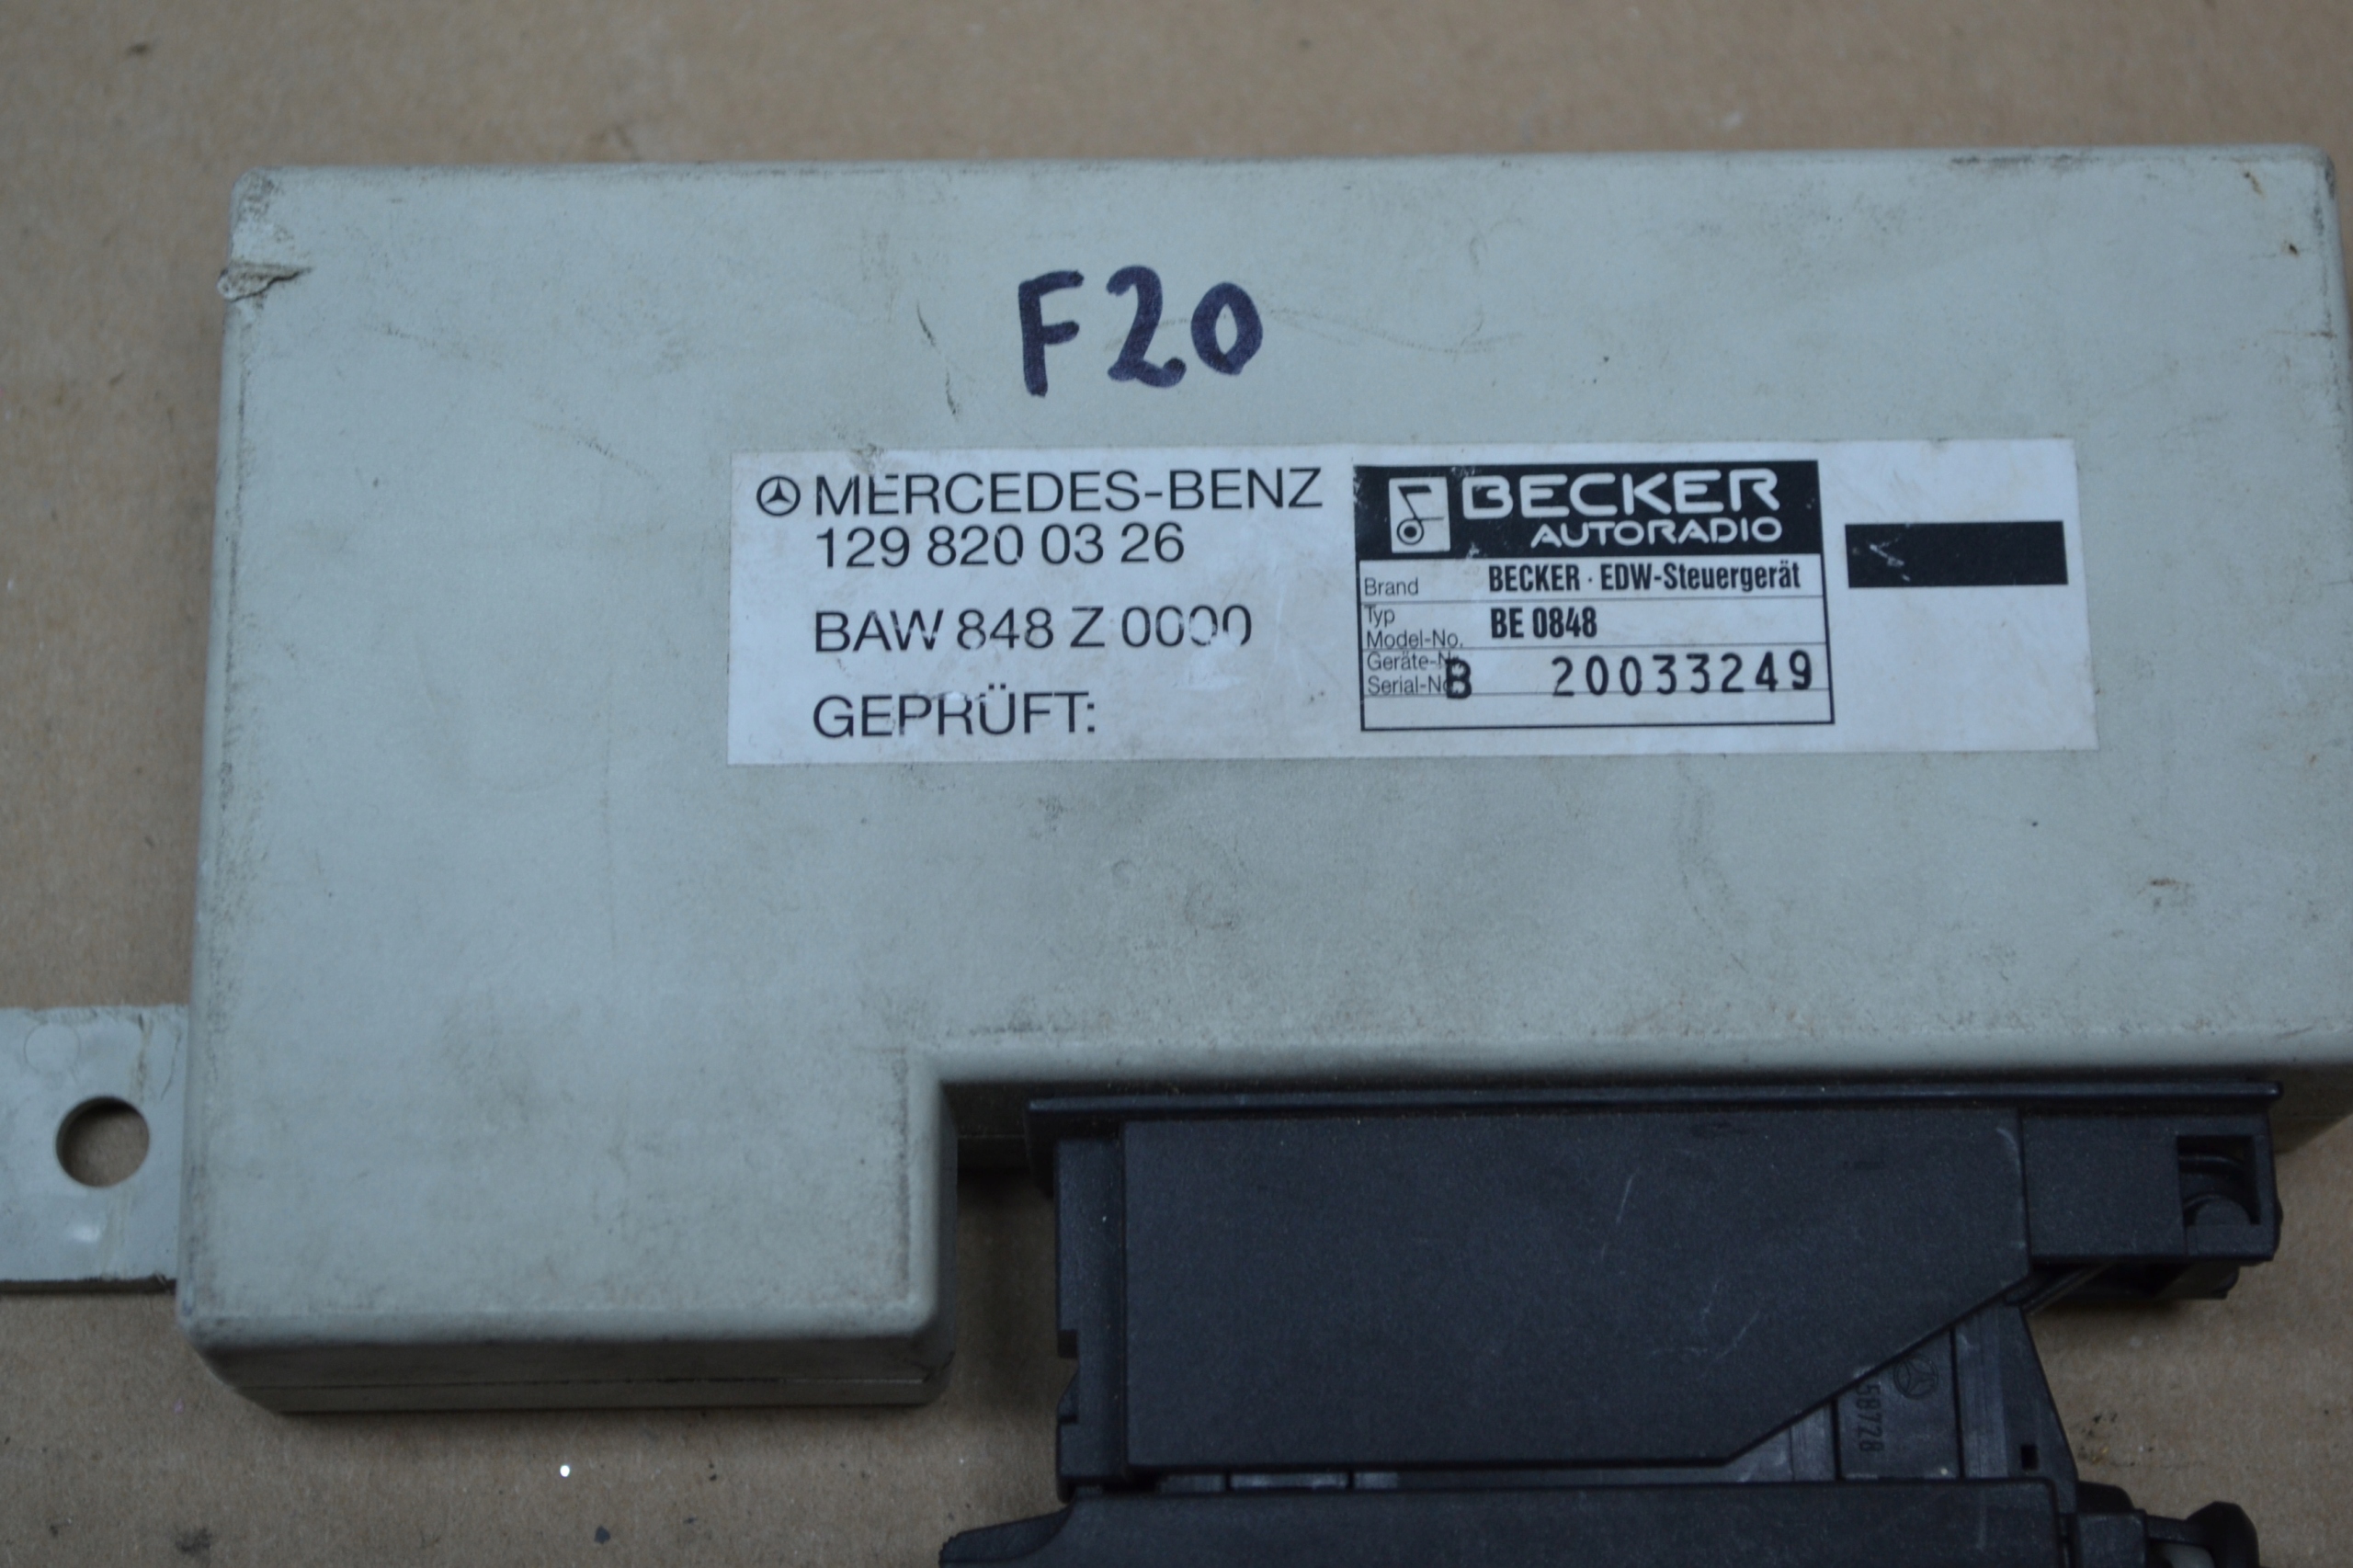 F20
MERCEDES-BENZ
129 820 03 26
BAW 848 Z 0000
GEPRÜFT:
BECKER
AUTORADIO
Brand BECKER · EDW-Steuergerät
Typ
Model-No. BE 0848
Geräte-Nr.
Serial-No. B 20033249
58728